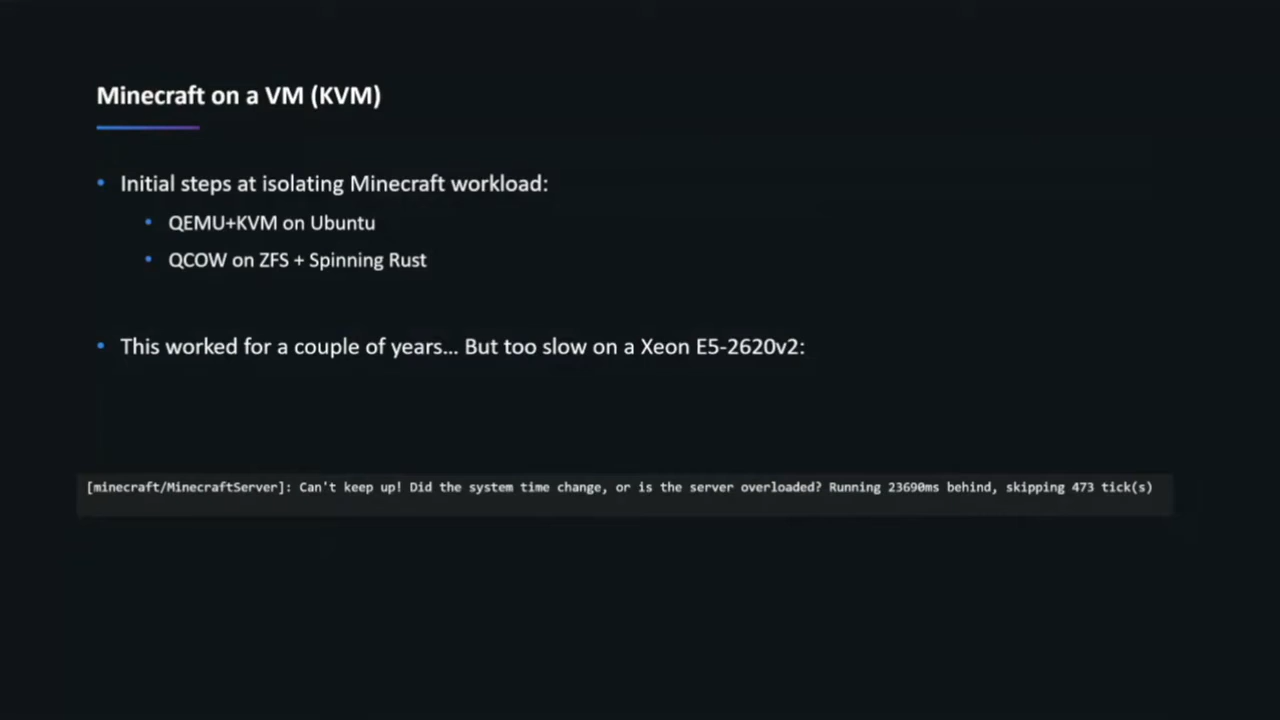 Minecraft on a VM (KVM)
• Initial steps at isolating Minecraft workload:
• QEMU+KVM on Ubuntu
• QCOW on ZFS + Spinning Rust
• This worked for a couple of years... But too slow on a Xeon E5-2620v2:
[minecraft/MinecraftServer]: Can't keep up! Did the system time change, or is the server overloaded? Running 23690ms behind, skipping 473 tick(s)